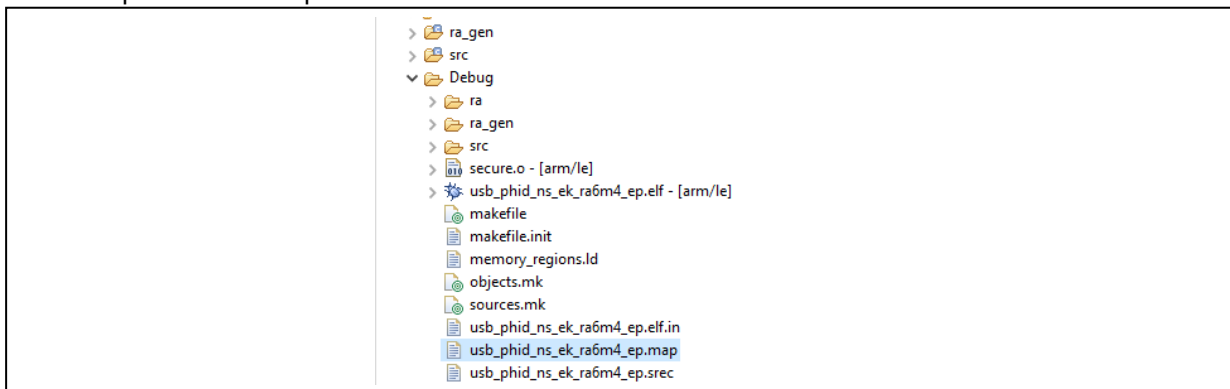 ra_gen
src
Debug
ra
ra_gen
src
secure.o - [arm/le]
usb_phid_ns_ek_ra6m4_ep.elf - [arm/le]
makefile
makefile.init
memory_regions.ld
objects.mk
sources.mk
usb_phid_ns_ek_ra6m4_ep.elf.in
usb_phid_ns_ek_ra6m4_ep.map
usb_phid_ns_ek_ra6m4_ep.srec